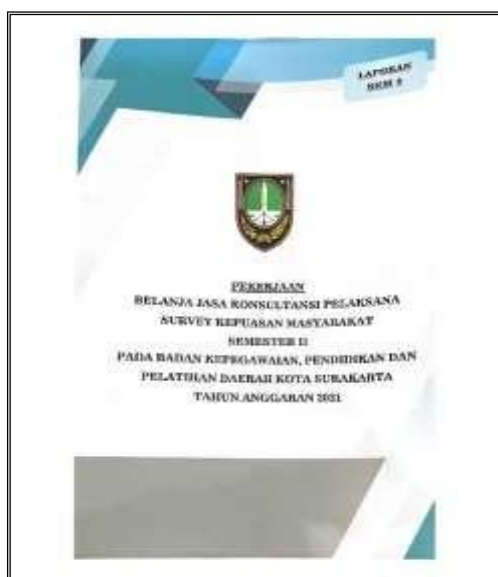 LAPORAN
SKM 2
PEKERJAAN
BELANJA JASA KONSULTANSI PELAKSANA
SURVEY KEPUASAN MASYARAKAT
SEMESTER II
PADA BADAN KEPEGAWAIAN, PENDIDIKAN DAN
PELATIHAN DAERAH KOTA SURAKARTA
TAHUN ANGGARAN 2021